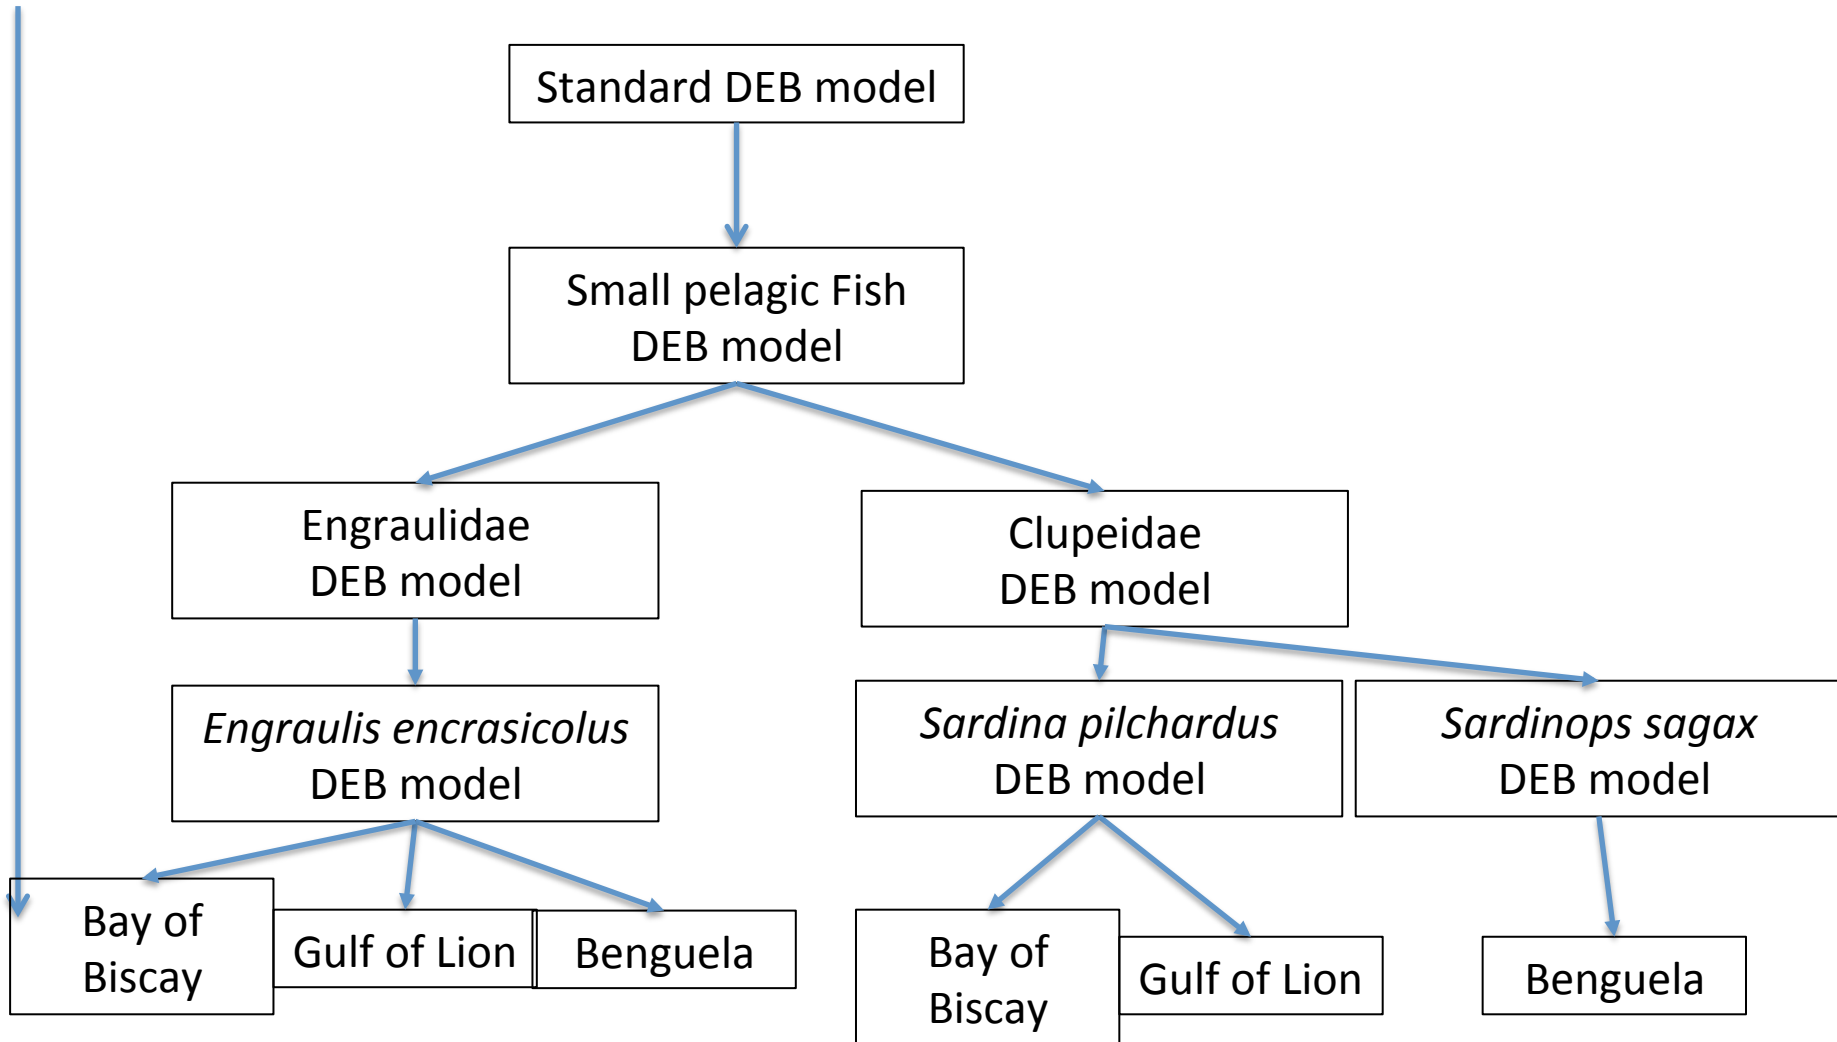 Standard DEB model
Small pelagic Fish
DEB model
Engraulidae
DEB model
Clupeidae
DEB model
Engraulis encrasicolus
DEB model
Sardina pilchardus
DEB model
Sardinops sagax
DEB model
Bay of
Biscay
Gulf of Lion
Benguela
Bay of
Biscay
Gulf of Lion
Benguela